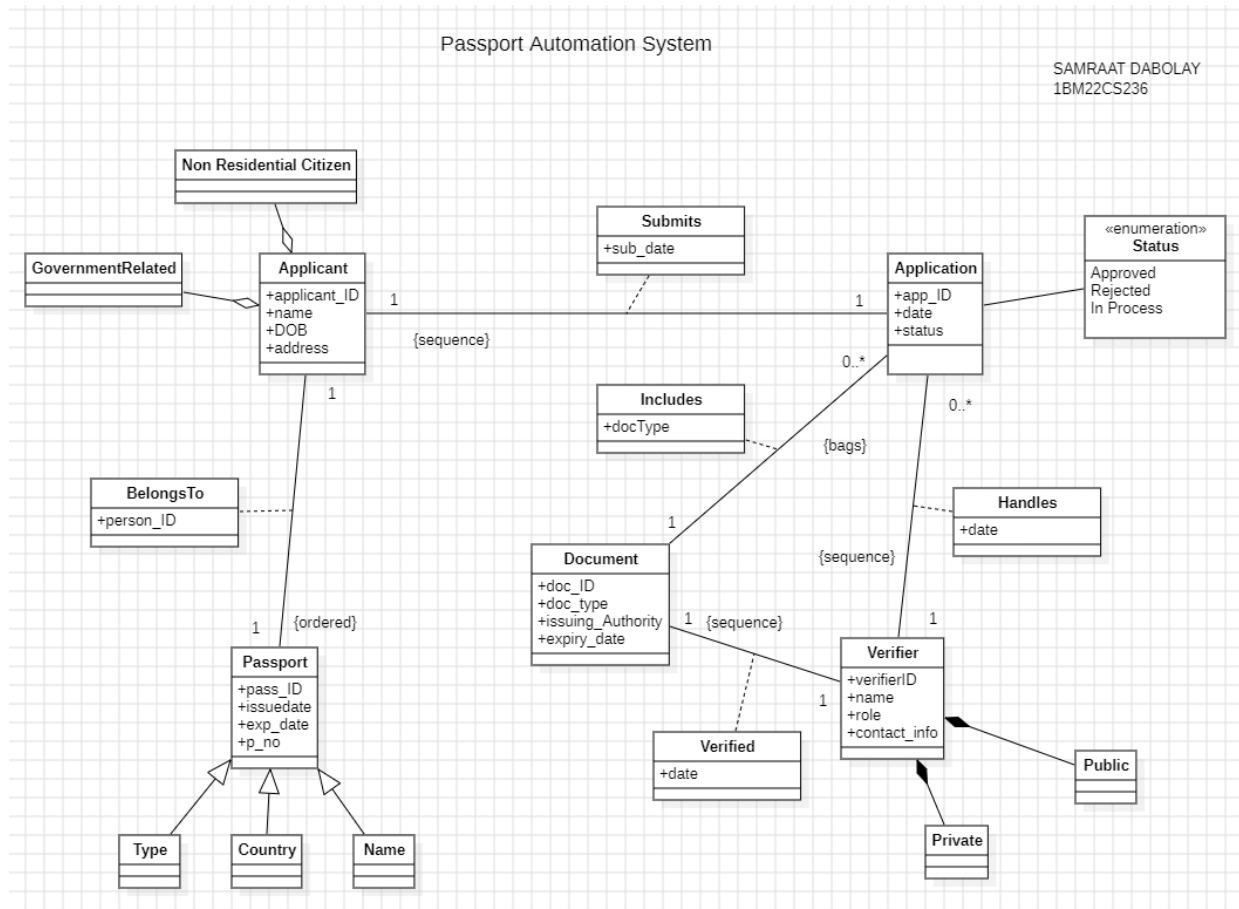 Passport Automation System
SAMRAAT DABOLAY
1BM22CS236
Non Residential Citizen
GovernmentRelated
Applicant
+applicant_ID
+name
+DOB
+address
1
{sequence}
Submits
+sub_date
1
Application
+app_ID
+date
+status
«enumeration»
Status
Approved
Rejected
In Process
1
0..*
0..*
Includes
+docType
{bags}
BelongsTo
+person_ID
Handles
+date
1
{sequence}
Document
+doc_ID
+doc_type
+issuing_Authority
+expiry_date
1
{sequence}
1
{ordered}
1
1
Verifier
+verifierID
+name
+role
+contact_info
Passport
+pass_ID
+issuedate
+exp_date
+p_no
Verified
+date
Public
Private
Type
Country
Name